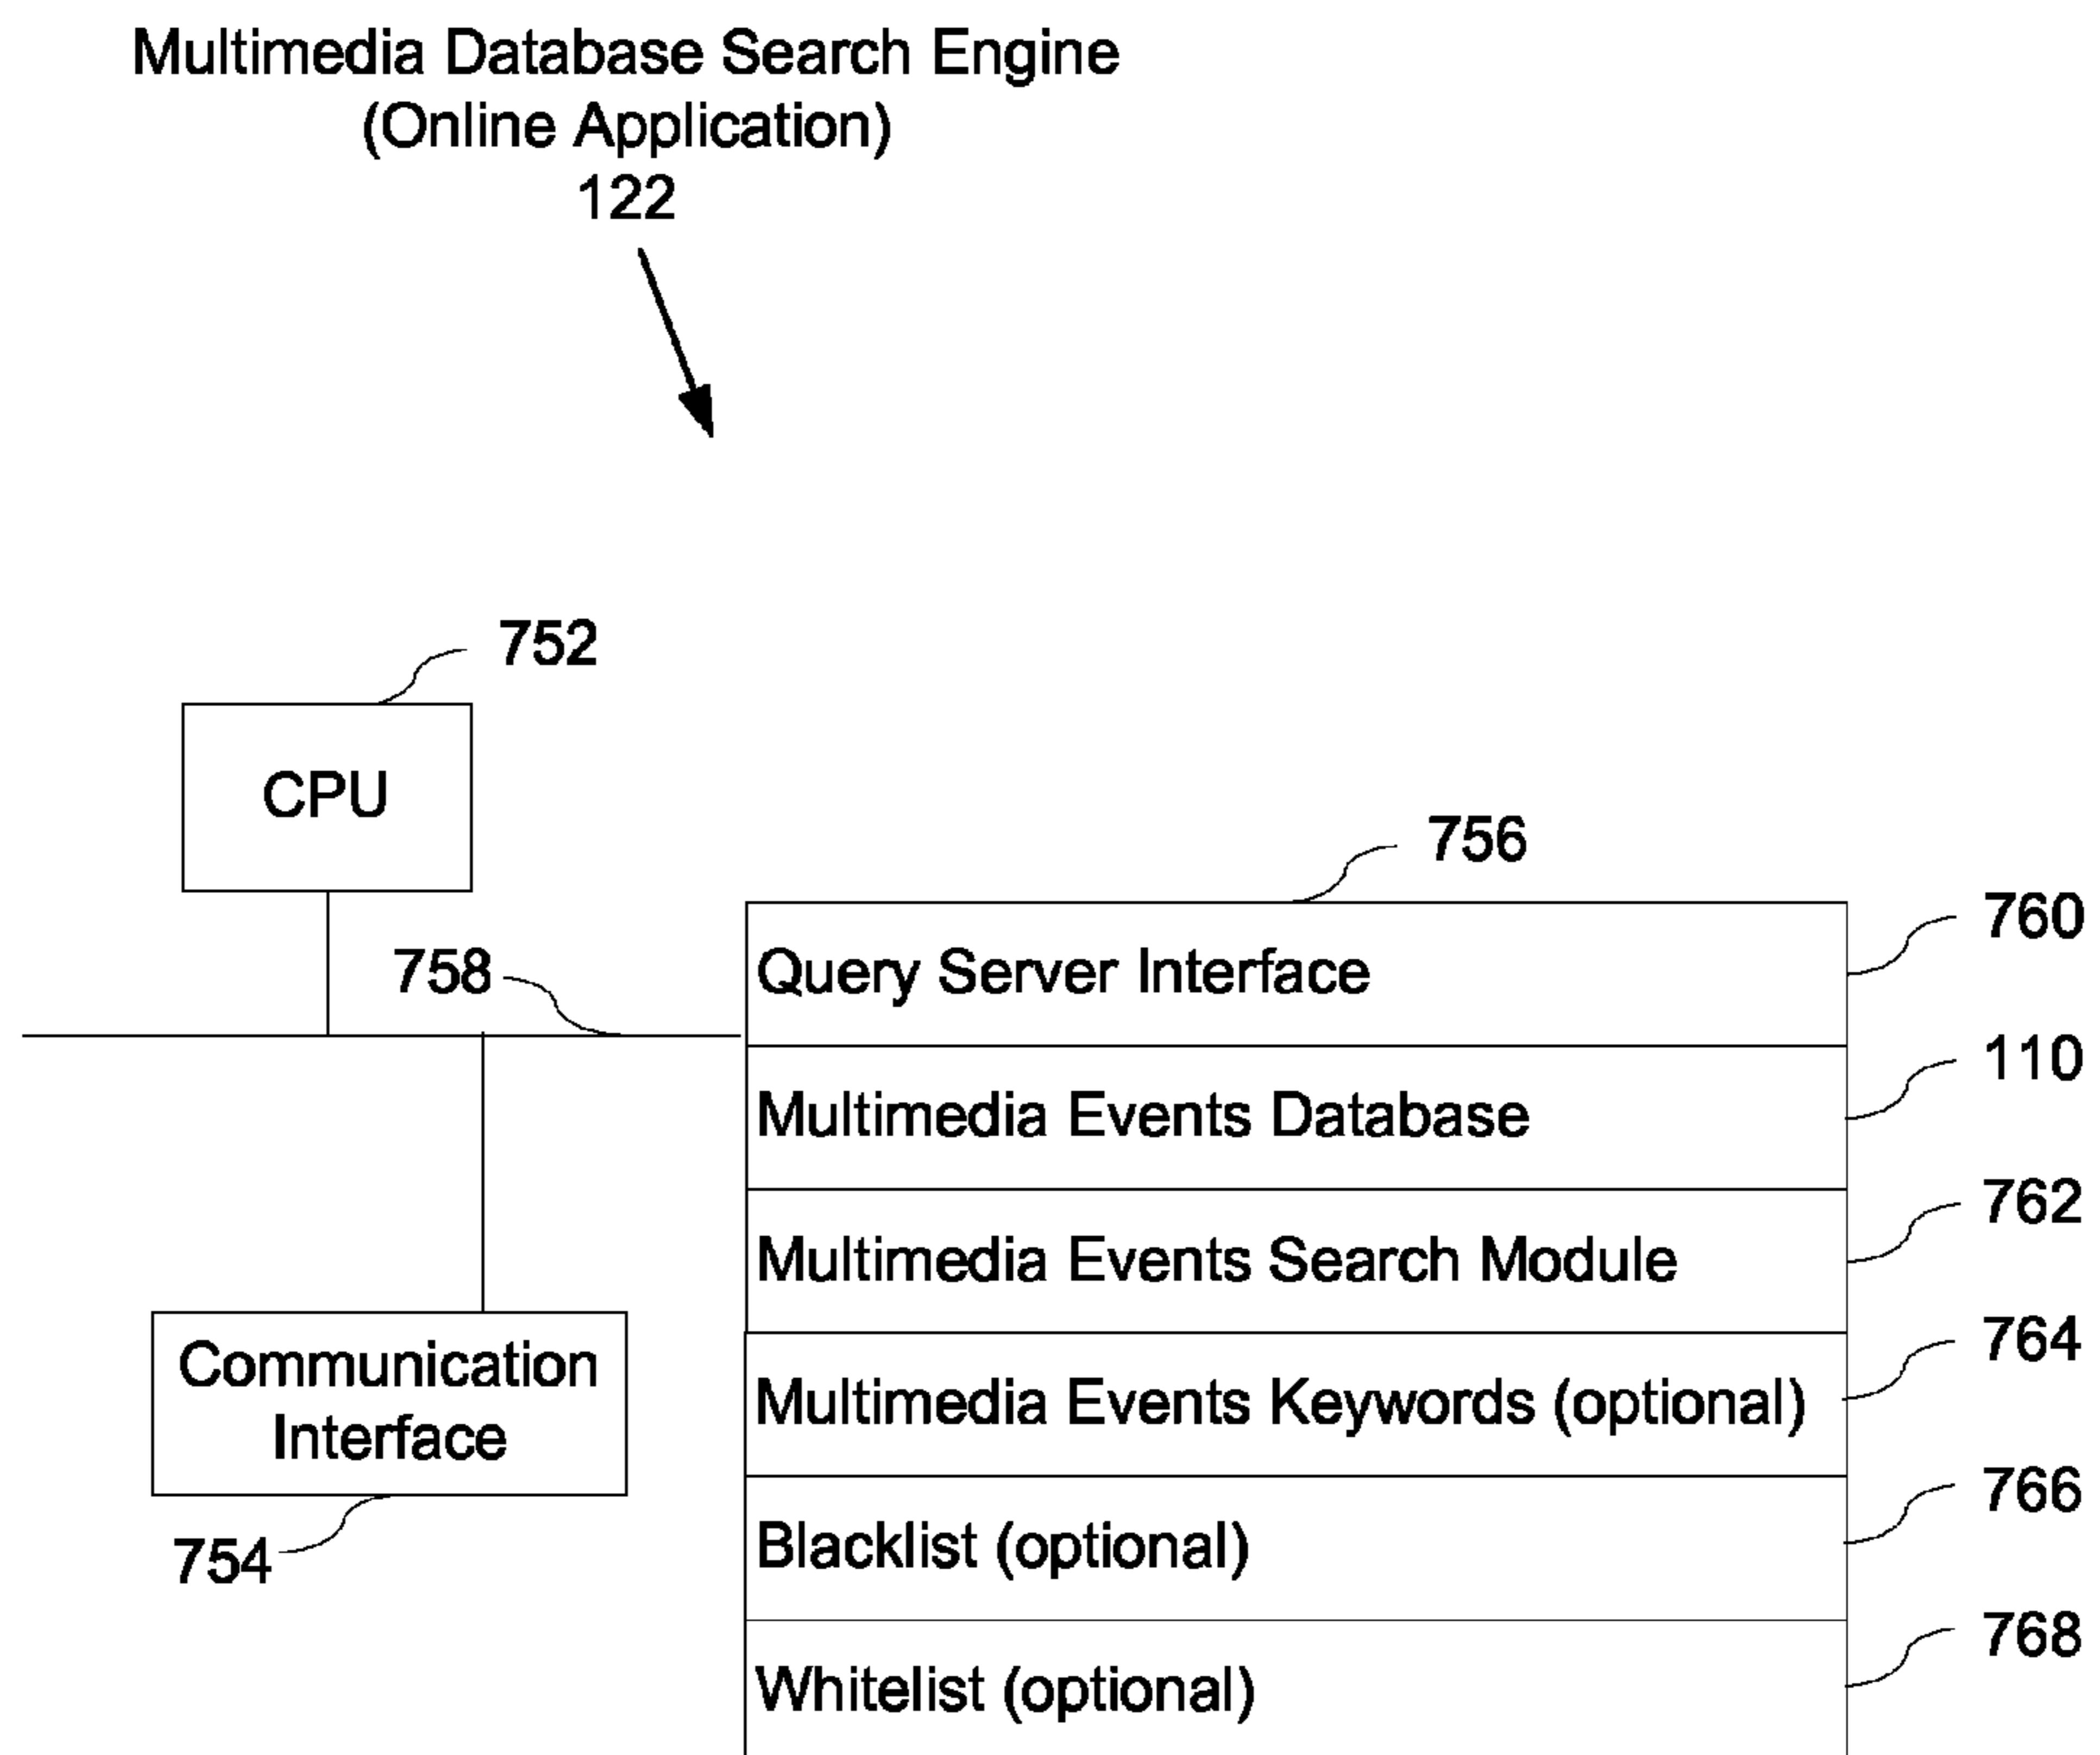 Multimedia Database Search Engine
(Online Application)
122
752
CPU
756
760
758
Query Server Interface
110
Multimedia Events Database
762
Multimedia Events Search Module
764
Communication
Interface
Multimedia Events Keywords (optional)
766
754
Blacklist (optional)
768
Whitelist (optional)